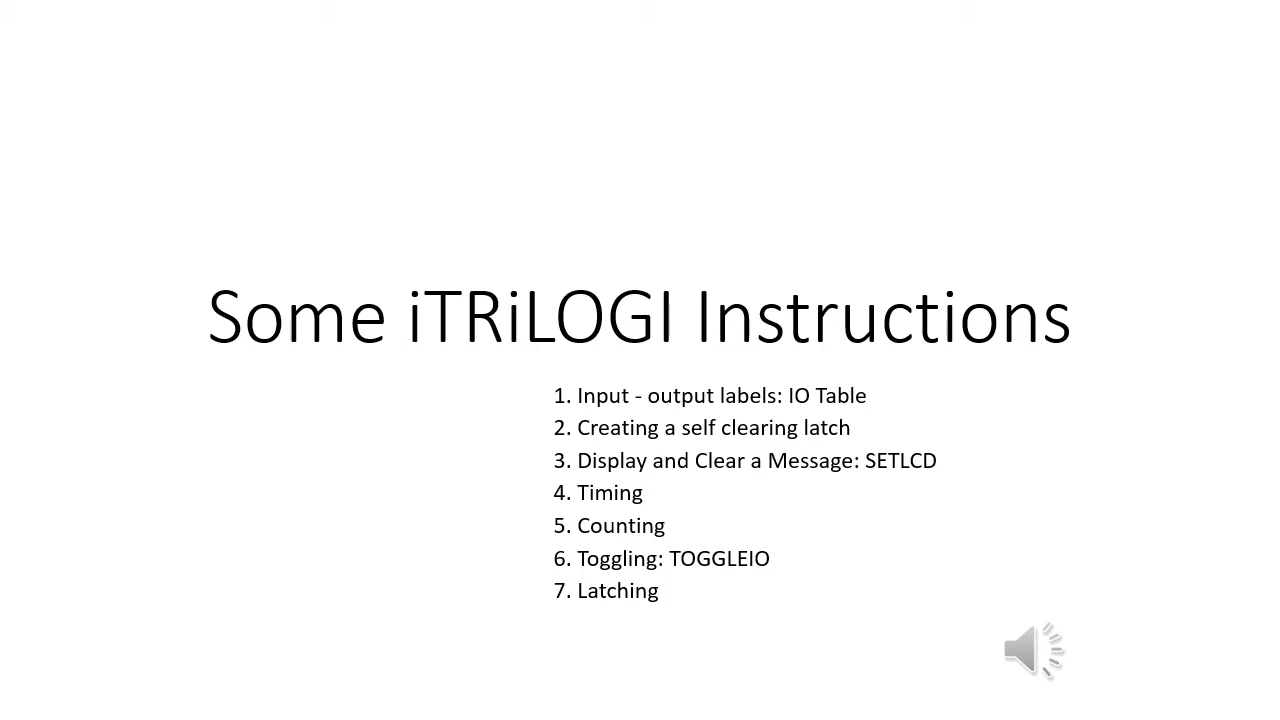 Some iTRiLOGI Instructions
1. Input - output labels: IO Table
2. Creating a self clearing latch
3. Display and Clear a Message: SETLCD
4. Timing
5. Counting
6. Toggling: TOGGLEIO
7. Latching